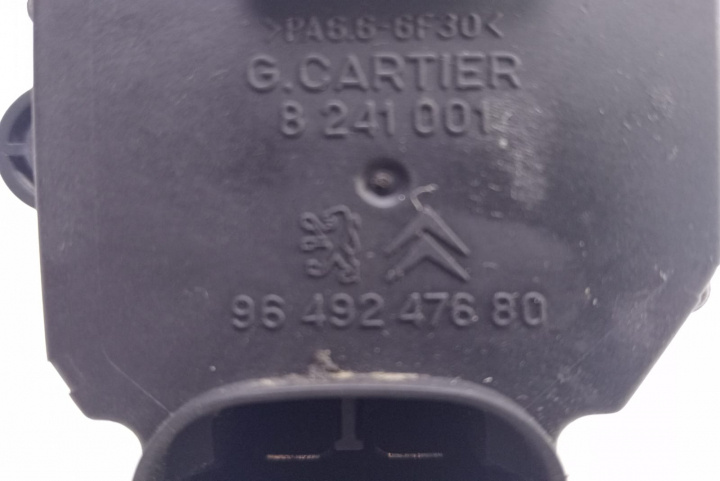 >PA6.6-GF30<
G.CARTIER
8 241 001
96 492 476 80